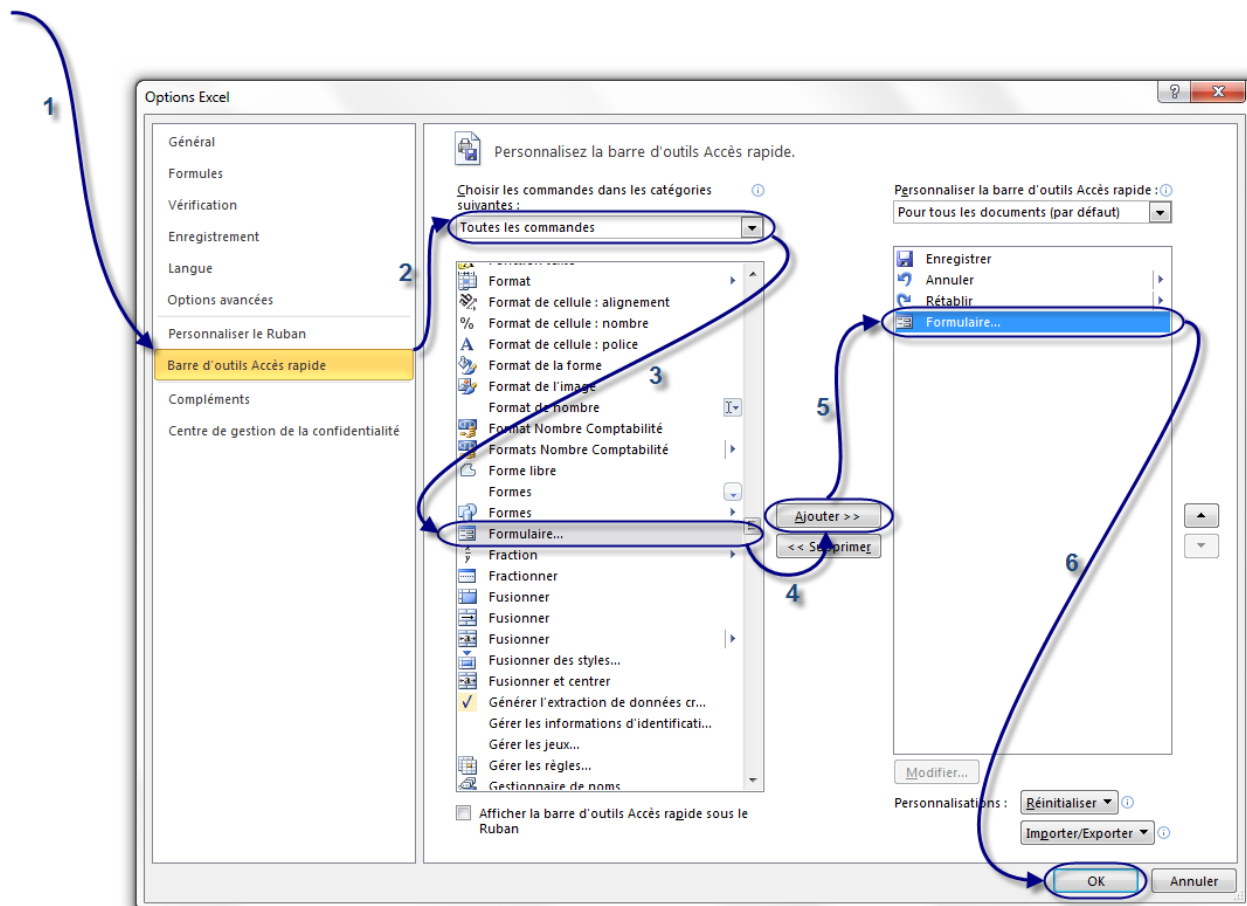 1
Options Excel
Général
Formules
Vérification
Enregistrement
Langue
Options avancées
Personnaliser le Ruban
Barre d'outils Accès rapide
Compléments
Centre de gestion de la confidentialité
Personnalisez la barre d'outils Accès rapide.
Choisir les commandes dans les catégories
suivantes :
Toutes les commandes
2
Format
Format de cellule : alignement
% Format de cellule : nombre
A Format de cellule : police
Format de la forme
Format de l'image
3
Format de nombre
Format Nombre Comptabilité
Formats Nombre Comptabilité
Forme libre
Formes
Formes
Formulaire...
Fraction
Fractionner
Fusionner
Fusionner
Fusionner
Fusionner des styles...
Fusionner et centrer
Générer l'extraction de données cr...
Gérer les informations d'identificati...
Gérer les jeux...
Gérer les règles...
Gestionnaire de noms
Afficher la barre d'outils Accès rapide sous le
Ruban
Ajouter >>
<< Supprimer
4
5
Personnaliser la barre d'outils Accès rapide :
Pour tous les documents (par défaut)
Enregistrer
Annuler
Rétablir
Formulaire...
6
Modifier...
Personnalisations :
Réinitialiser
Importer/Exporter
OK
Annuler